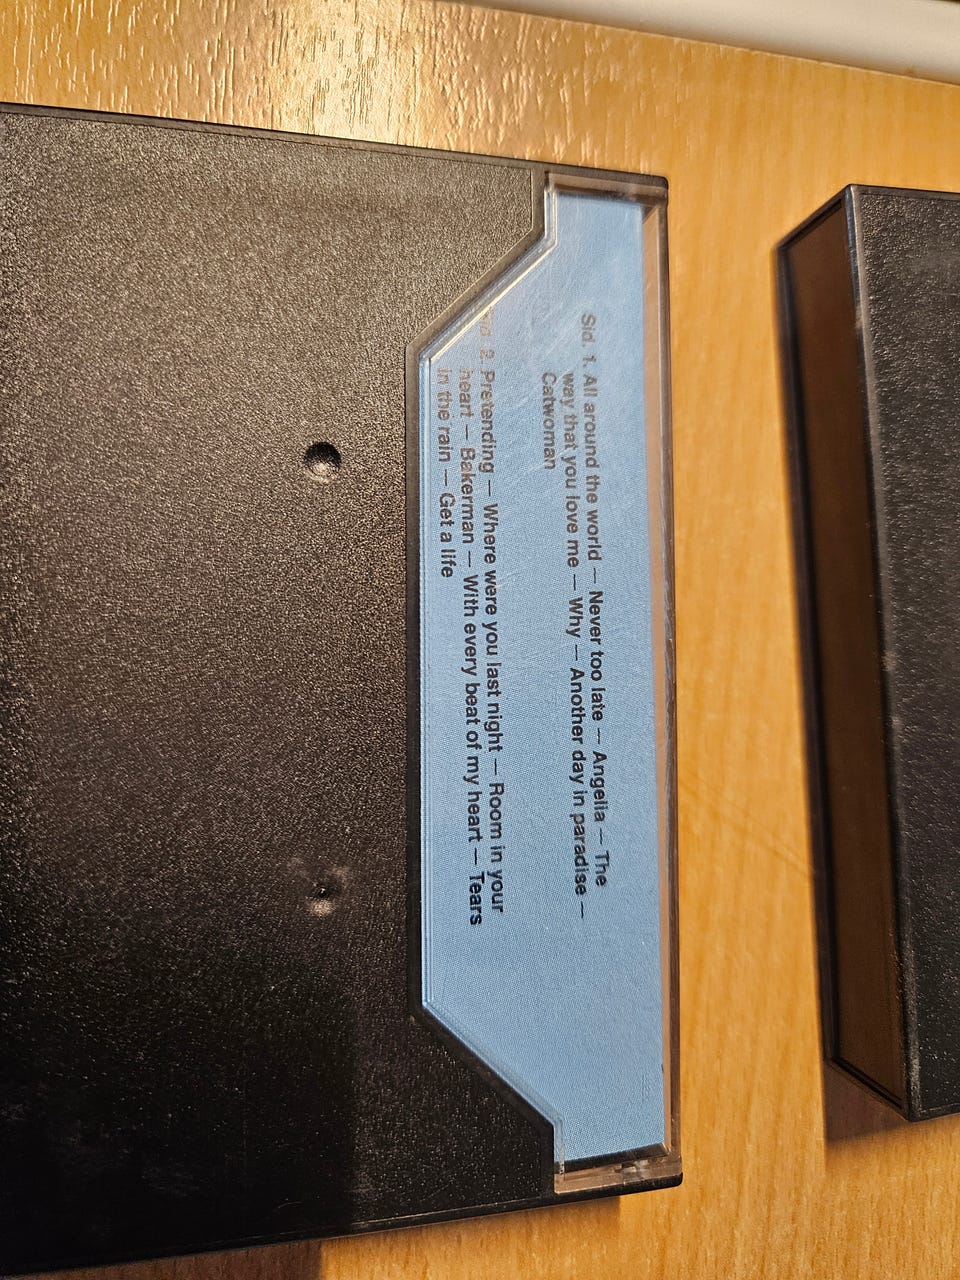 Sid. 1. All around the world – Never too late – Angelia – The
way that you love me – Why – Another day in paradise –
Catwoman
Sid. 2. Pretending – Where were you last night – Room in your
heart – Bakerman – With every beat of my heart – Tears
in the rain – Get a life